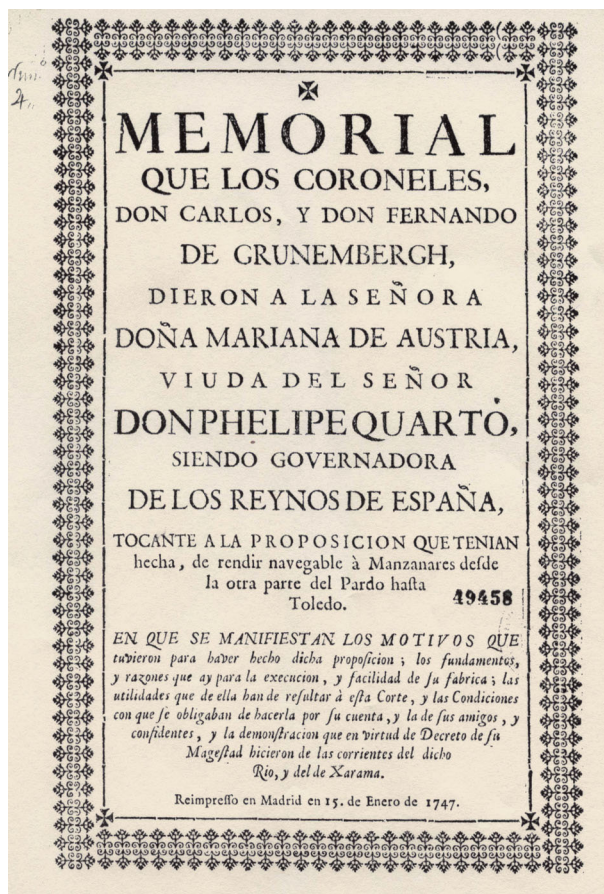 MEMORIAL
QUE LOS CORONELES,
DON CARLOS, Y DON FERNANDO
DE GRUNEMBERGH,
DIERON A LA SEÑORA
DOÑA MARIANA DE AUSTRIA,
VIUDA DEL SEÑOR
DON PHELIPE QUARTO,
SIENDO GOVERNADORA
DE LOS REYNOS DE ESPAÑA,
TOCANTE A LA PROPOSICION QUE TENIAN
hecha, de rendir navegable à Manzanares desde
la otra parte del Pardo hasta
Toledo.
49458
EN QUE SE MANIFIESTAN LOS MOTIVOS QUE
tuvieron para haver hecho dicha proposicion ; los fundamentos,
y razones que ay para la execucion, y facilidad de su fabrica ; las
utilidades que de ella han de resultar à esta Corte, y las Condiciones
con que se obligaban de hacerla por su cuenta, y la de sus amigos, y
confidentes, y la demonstracion que en virtud de Decreto de su
Magestad hicieron de las corrientes del dicho
Rio, y del de Xarama.
Reimpresso en Madrid en 15. de Enero de 1747.